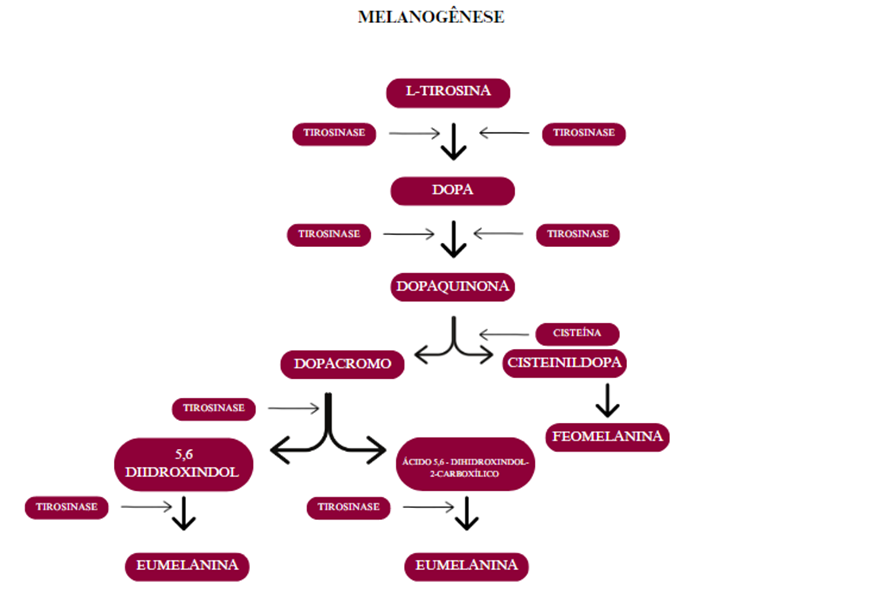 MELANOGÊNESE
L-TIROSINA
TIROSINASE
TIROSINASE
DOPA
TIROSINASE
TIROSINASE
DOPAQUINONA
CISTEÍNA
DOPACROMO
CISTEINILDOPA
TIROSINASE
FEOMELANINA
5,6
DIIDROXINDOL
ÁCIDO 5,6 - DIHIDROXINDOL-
2-CARBOXÍLICO
TIROSINASE
TIROSINASE
EUMELANINA
EUMELANINA